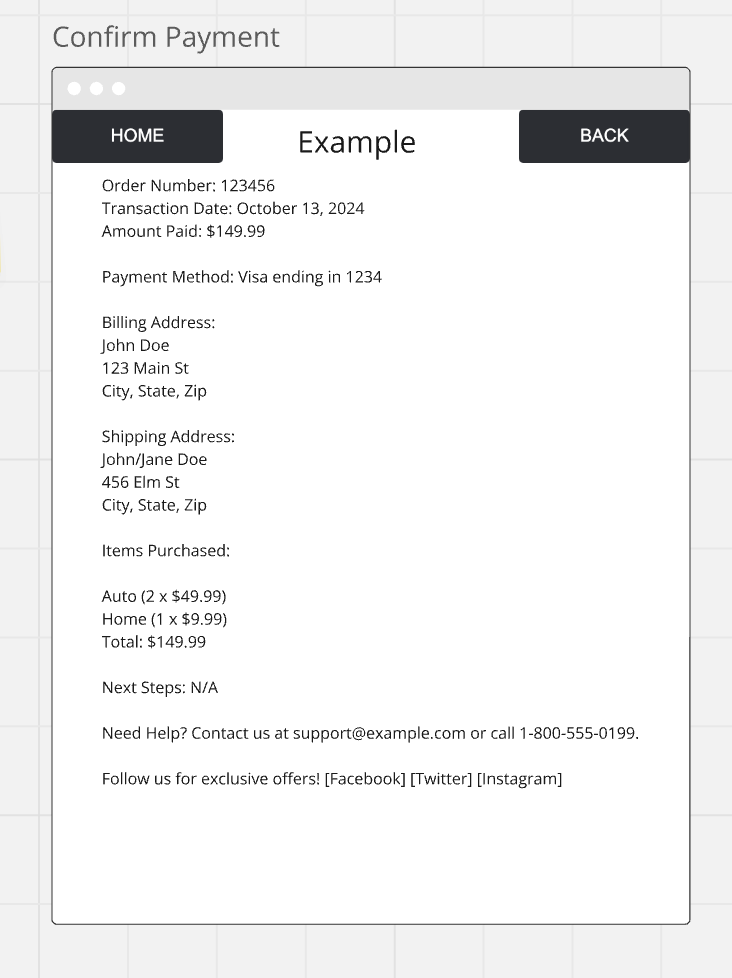 Confirm Payment
HOME
Example
BACK
Order Number: 123456
Transaction Date: October 13, 2024
Amount Paid: $149.99
Payment Method: Visa ending in 1234
Billing Address:
John Doe
123 Main St
City, State, Zip
Shipping Address:
John/Jane Doe
456 Elm St
City, State, Zip
Items Purchased:
Auto (2 x $49.99)
Home (1 x $9.99)
Total: $149.99
Next Steps: N/A
Need Help? Contact us at support@example.com or call 1-800-555-0199.
Follow us for exclusive offers! [Facebook] [Twitter] [Instagram]